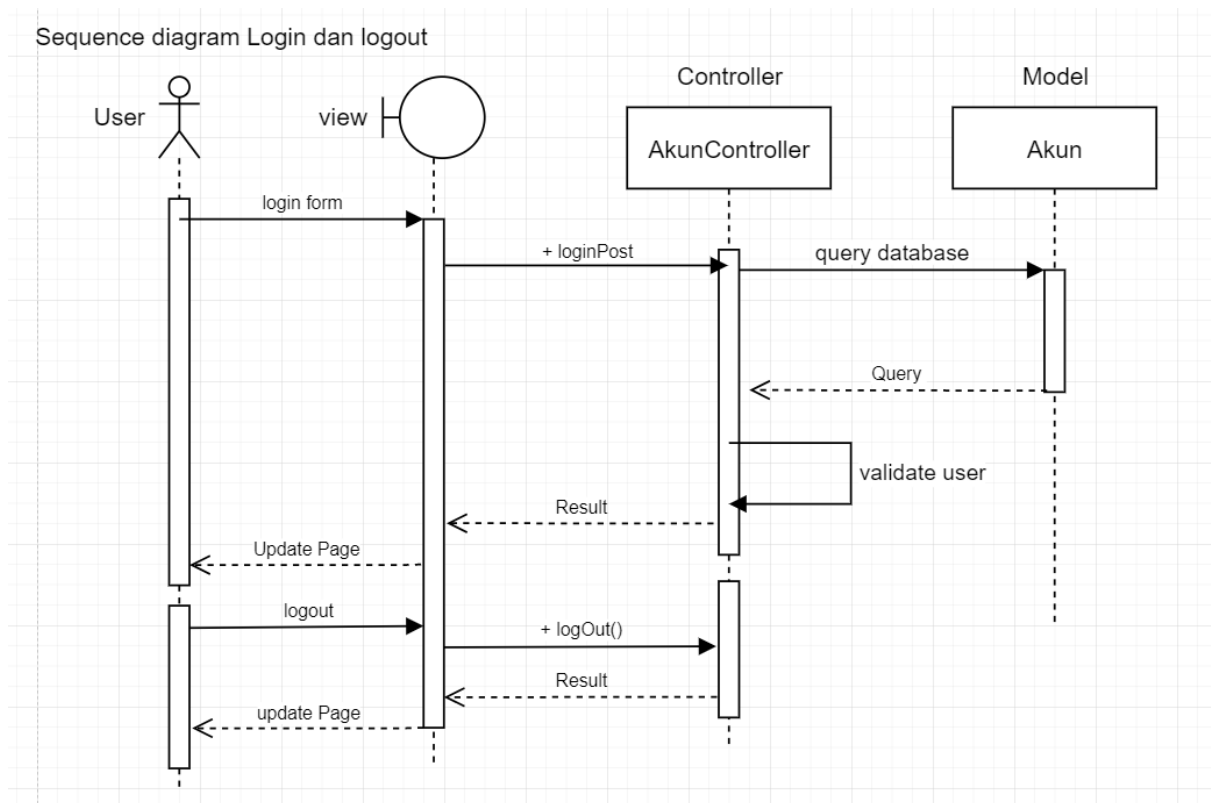 Sequence diagram Login dan logout
Controller
Model
User
view
AkunController
Akun
login form
+ loginPost
query database
Query
validate user
Result
Update Page
logout
+ logOut()
Result
update Page